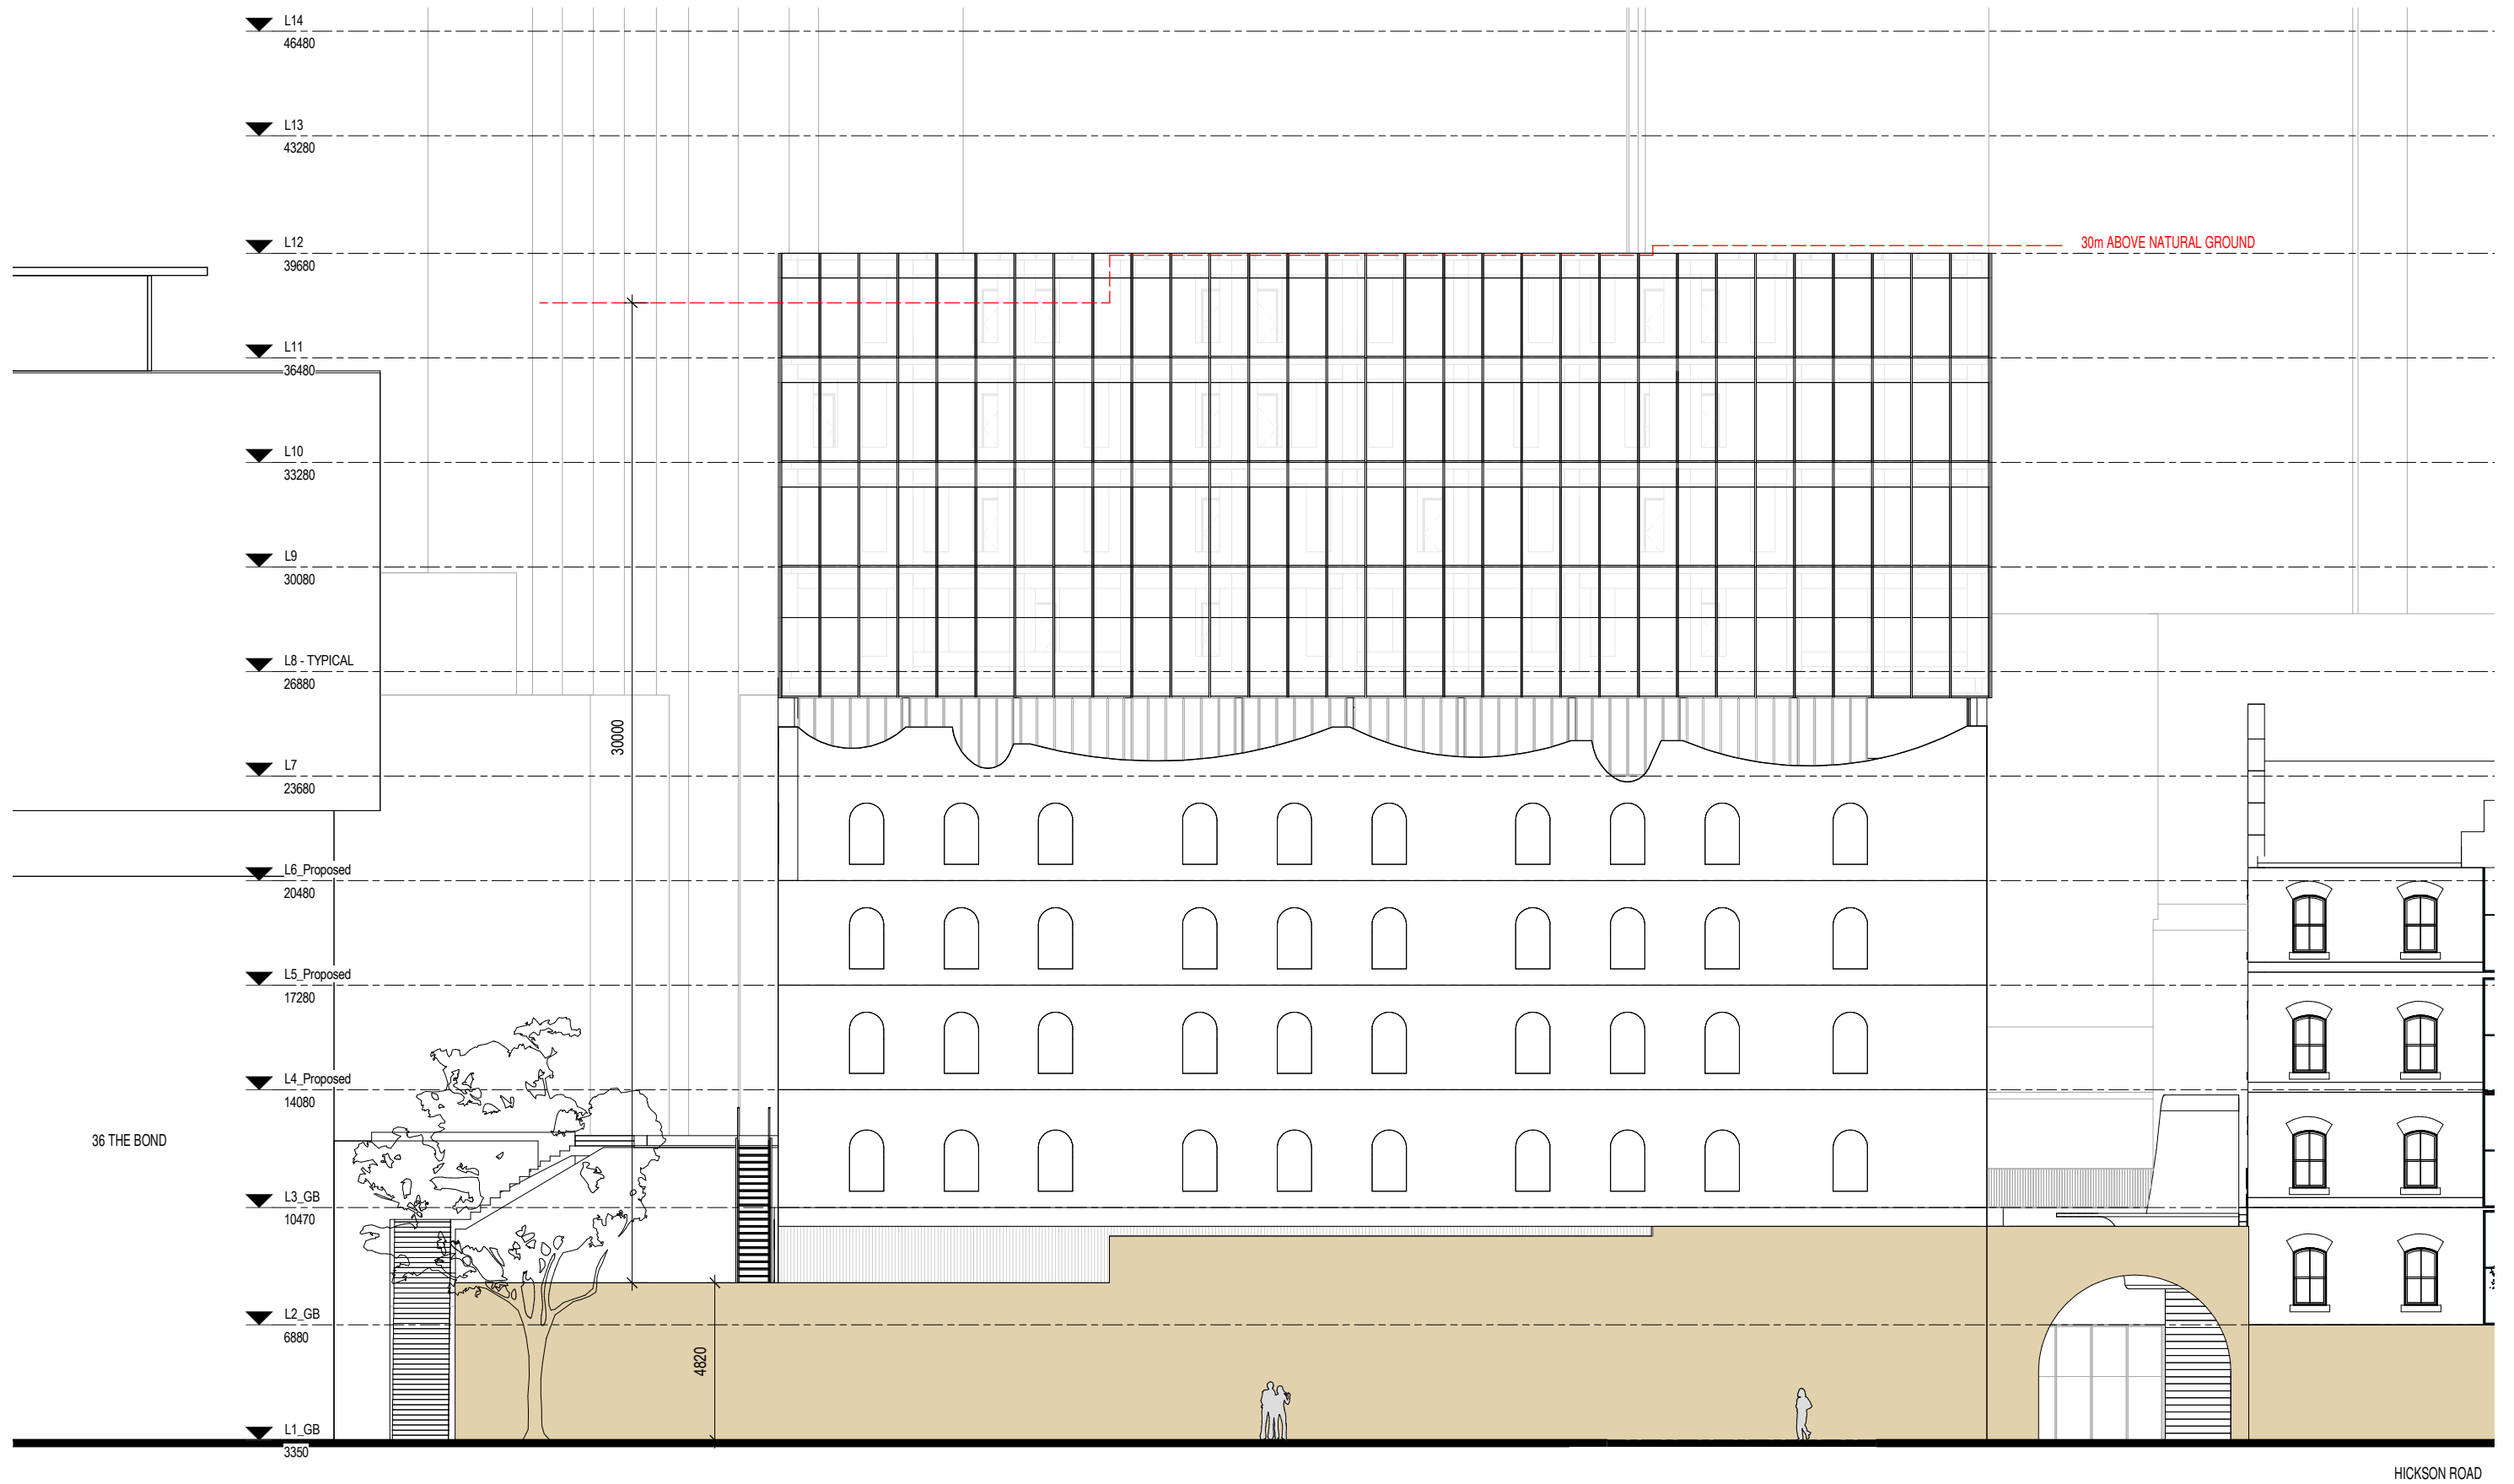 L14
46480
L13
43280
L12
39680
30m ABOVE NATURAL GROUND
L11
36480
L10
33280
L9
30080
L8 - TYPICAL
26880
30000
L7
23680
L6_Proposed
20480
L5_Proposed
17280
L4_Proposed
14080
36 THE BOND
L3_GB
10470
L2_GB
6880
4820
L1_GB
3350
HICKSON ROAD